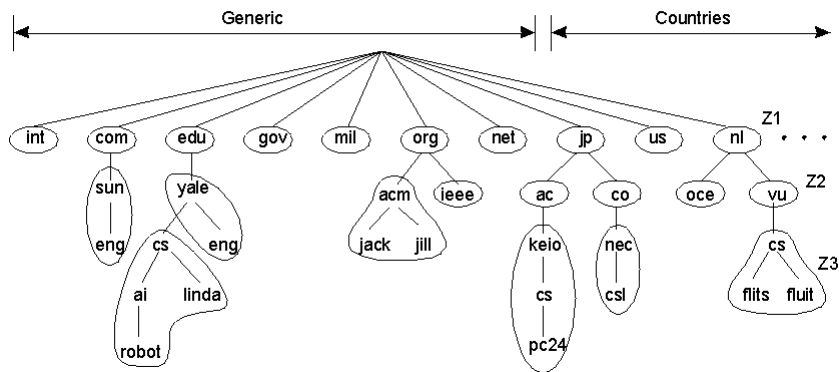 Generic Countries
int com edu gov mil org net jp us nl Z1 . . .
sun yale acm ieee ac co oce vu Z2
eng cs eng jack jill keio nec cs Z3
ai linda cs csl flits fluit
robot pc24